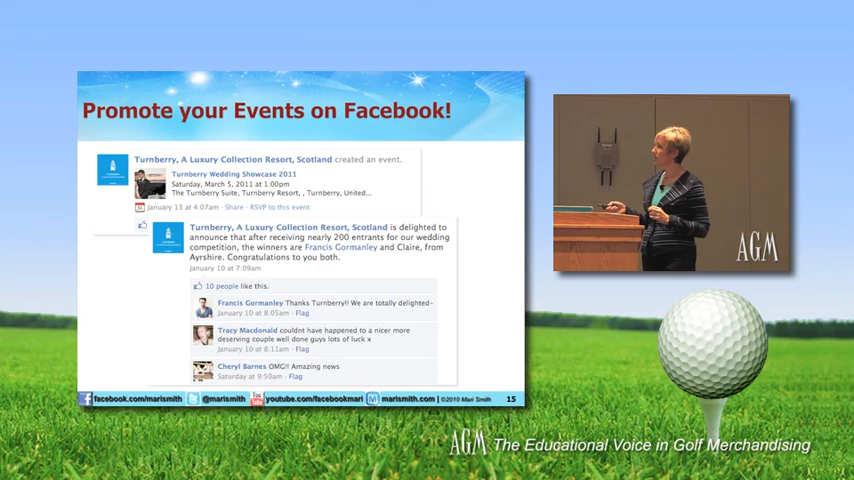 Promote your Events on Facebook!
Turnberry, A Luxury Collection Resort, Scotland created an event.
Turnberry Wedding Showcase 2011
Saturday, March 5, 2011 at 1:00pm
The Turnberry Suite, Turnberry Resort, , Turnberry, United...
January 13 at 4:07am · Share · RSVP to this event
Turnberry, A Luxury Collection Resort, Scotland is delighted to
announce that after receiving nearly 200 entrants for our wedding
competition, the winners are Francis Gormanley and Claire, from
Ayrshire. Congratulations to you both.
January 10 at 7:09am
10 people like this.
Francis Gormanley Thanks Turnberry!! We are totally delighted~
January 10 at 8:05am · Flag
Tracy Macdonald couldnt have happened to a nicer more
deserving couple well done guys lots of luck x
January 10 at 8:11am · Flag
Cheryl Barnes OMG!! Amazing news
Saturday at 9:50am · Flag
facebook.com/marismith @marismith youtube.com/facebookmari marismith.com | ©2010 Mari Smith 15
AGM
AGM The Educational Voice in Golf Merchandising